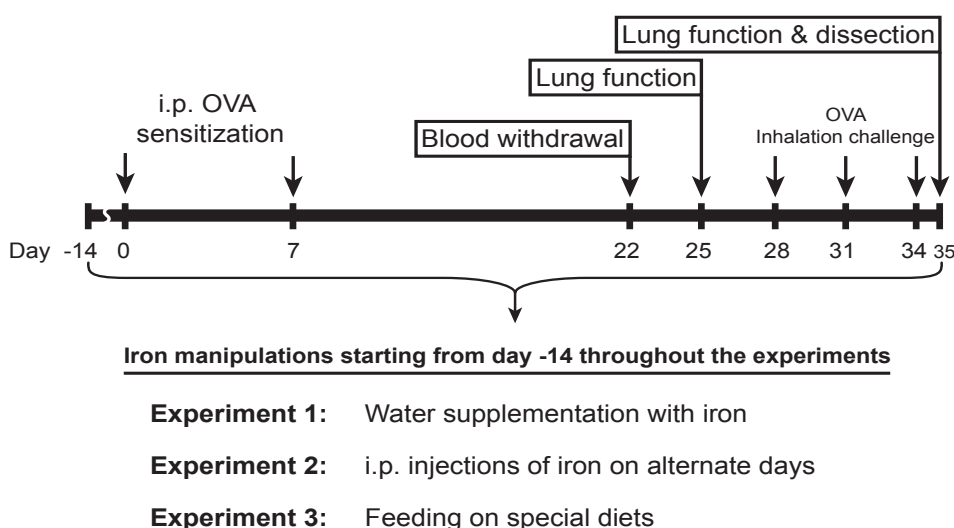 Lung function & dissection
Lung function
i.p. OVA
sensitization
OVA
Inhalation challenge
Blood withdrawal
Day -14 0 7 22 25 28 31 34 35
Iron manipulations starting from day -14 throughout the experiments
Experiment 1: Water supplementation with iron
Experiment 2: i.p. injections of iron on alternate days
Experiment 3: Feeding on special diets